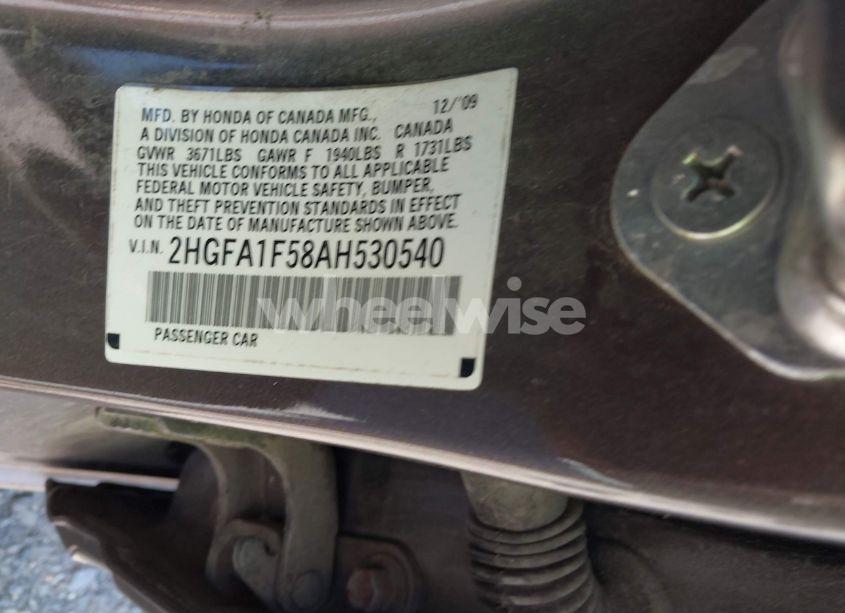 MFD. BY HONDA OF CANADA MFG., 12/'09
A DIVISION OF HONDA CANADA INC. CANADA
GVWR 3671LBS GAWR F 1940LBS R 1731LBS
THIS VEHICLE CONFORMS TO ALL APPLICABLE
FEDERAL MOTOR VEHICLE SAFETY, BUMPER,
AND THEFT PREVENTION STANDARDS IN EFFECT
ON THE DATE OF MANUFACTURE SHOWN ABOVE.
V.I.N. 2HGFA1F58AH530540
wheelwise
PASSENGER CAR